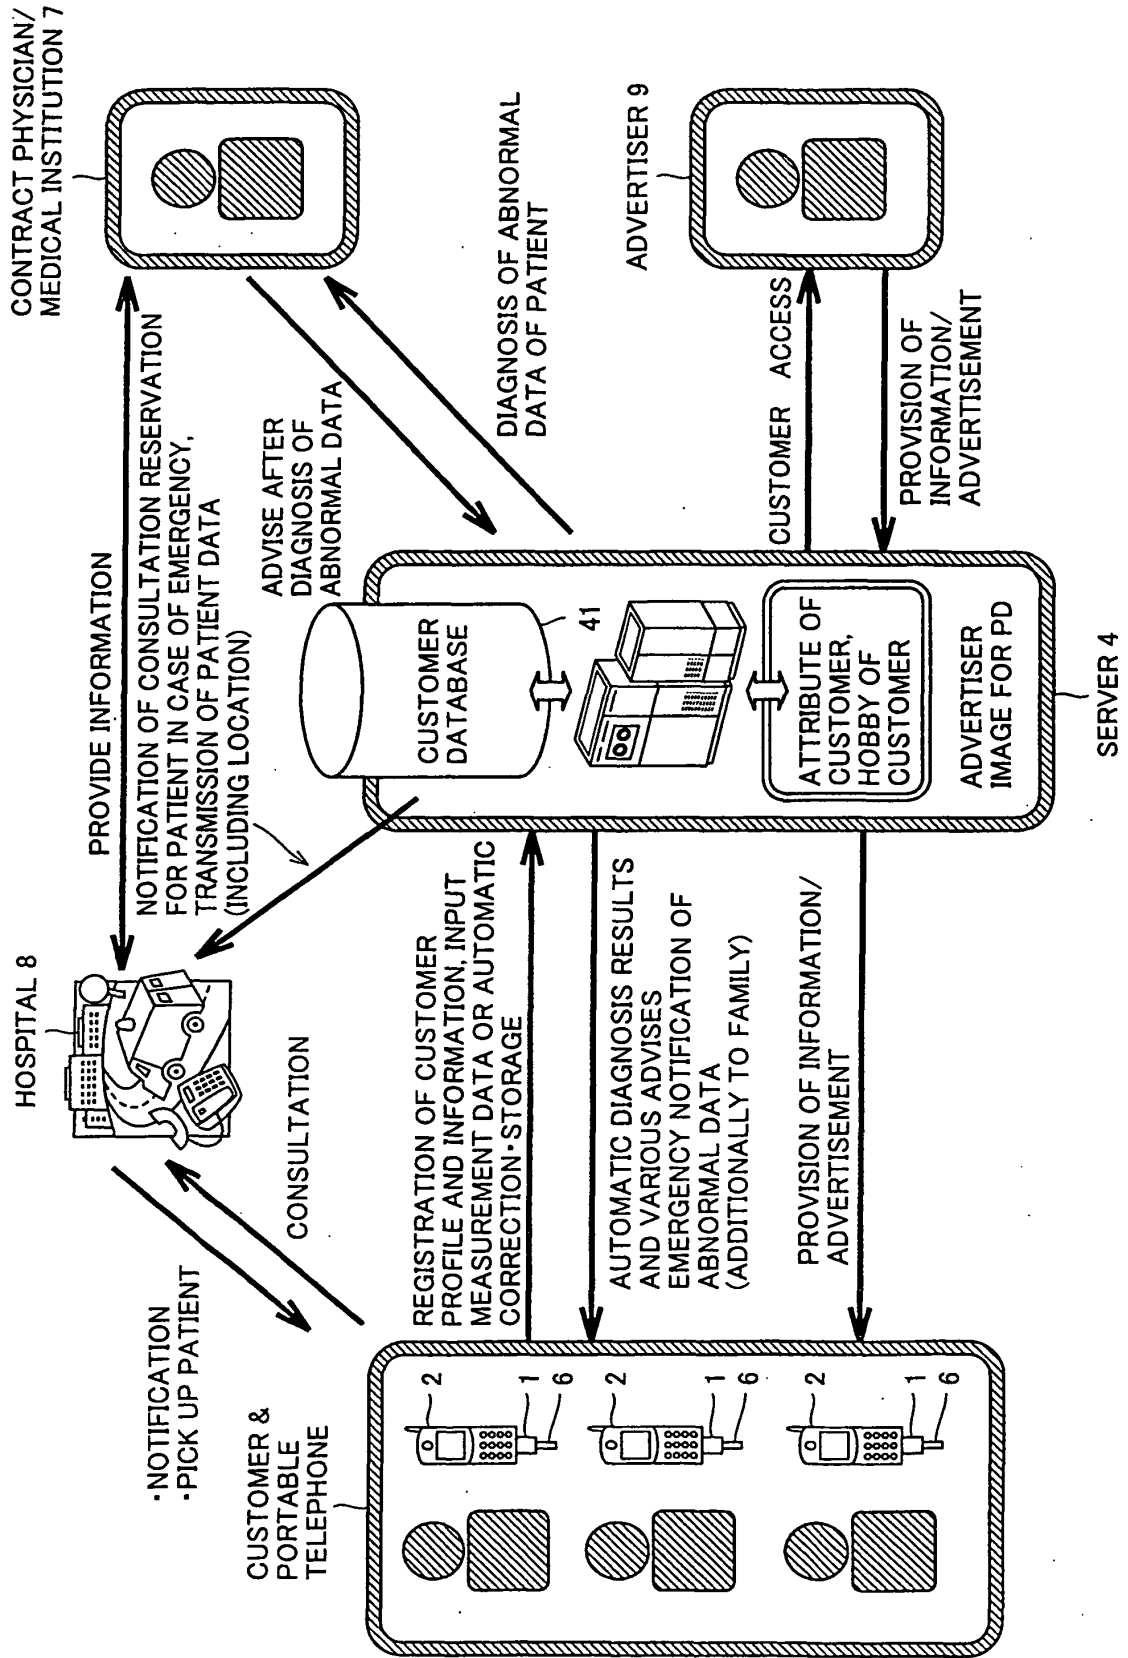 CONTRACT PHYSICIAN/
MEDICAL INSTITUTION 7
HOSPITAL 8
PROVIDE INFORMATION
NOTIFICATION OF CONSULTATION RESERVATION
FOR PATIENT IN CASE OF EMERGENCY,
TRANSMISSION OF PATIENT DATA
(INCLUDING LOCATION)
·NOTIFICATION
·PICK UP PATIENT
CONSULTATION
ADVISE AFTER
DIAGNOSIS OF
ABNORMAL DATA
DIAGNOSIS OF ABNORMAL
DATA OF PATIENT
CUSTOMER &
PORTABLE
TELEPHONE
2
1
6
2
1
6
2
1
6
REGISTRATION OF CUSTOMER
PROFILE AND INFORMATION, INPUT
MEASUREMENT DATA OR AUTOMATIC
CORRECTION·STORAGE
AUTOMATIC DIAGNOSIS RESULTS
AND VARIOUS ADVISES
EMERGENCY NOTIFICATION OF
ABNORMAL DATA
(ADDITIONALLY TO FAMILY)
PROVISION OF INFORMATION/
ADVERTISEMENT
CUSTOMER
DATABASE
41
ATTRIBUTE OF
CUSTOMER,
HOBBY OF
CUSTOMER
ADVERTISER
IMAGE FOR PD
SERVER 4
ADVERTISER 9
CUSTOMER ACCESS
PROVISION OF
INFORMATION/
ADVERTISEMENT